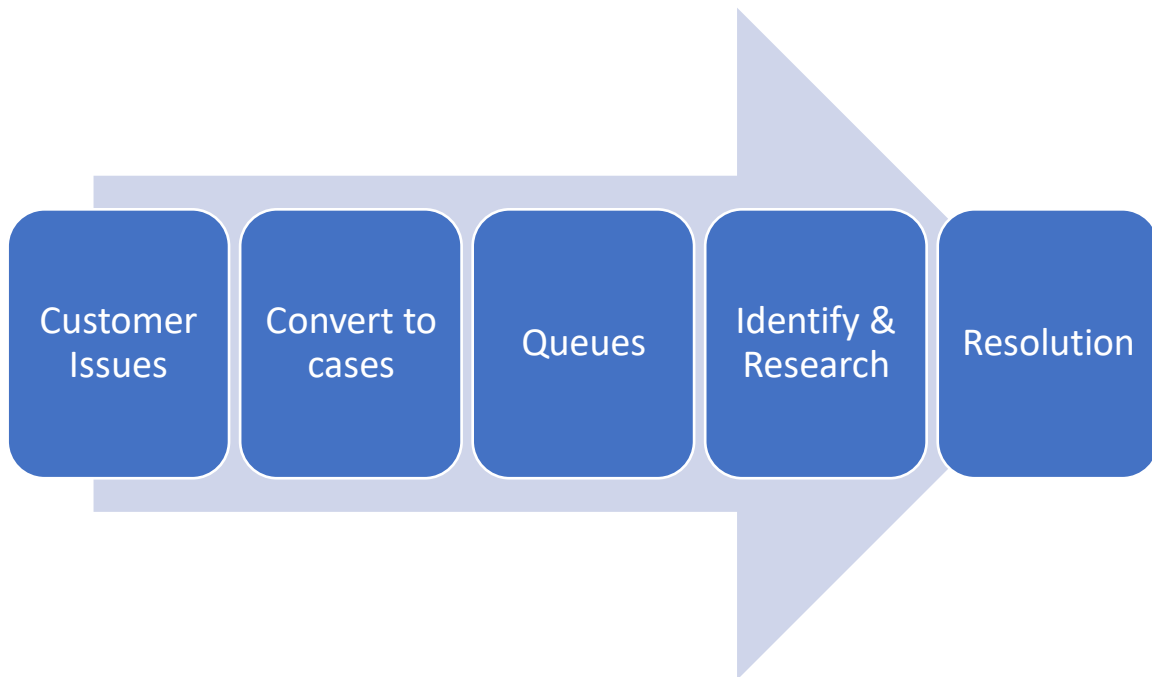 Customer
Issues
Convert to
cases
Queues
Identify &
Research
Resolution